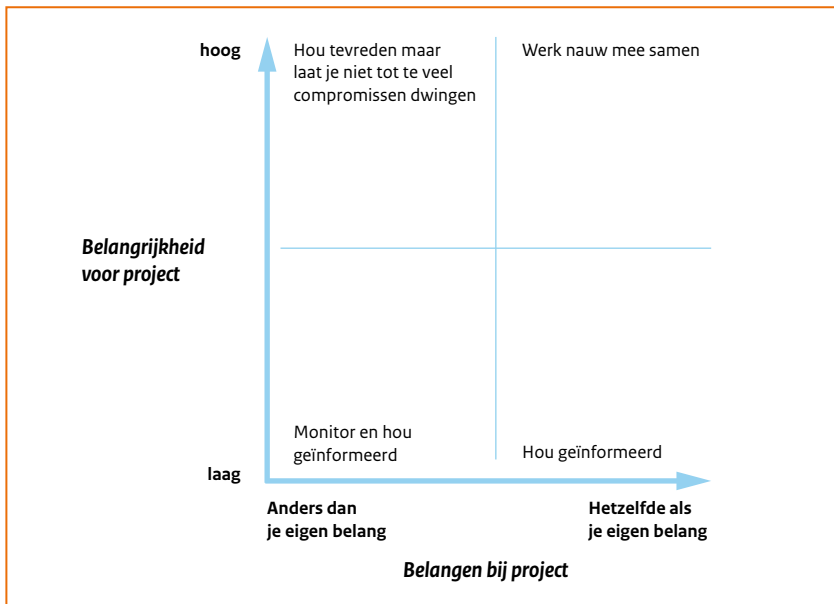 hoog
Hou tevreden maar
laat je niet tot te veel
compromissen dwingen
Werk nauw mee samen
Belangrijkheid
voor project
Monitor en hou
geïnformeerd
Hou geïnformeerd
laag
Anders dan
je eigen belang
Hetzelfde als
je eigen belang
Belangen bij project